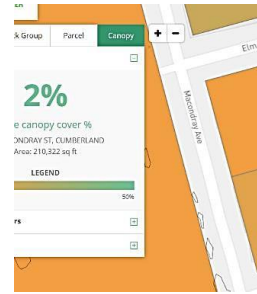 ck Group Parcel Canopy + −
2%
e canopy cover %
ONDRAY ST, CUMBERLAND
Area: 210,322 sq ft
LEGEND
50%
rs
Elm
Macondray Ave